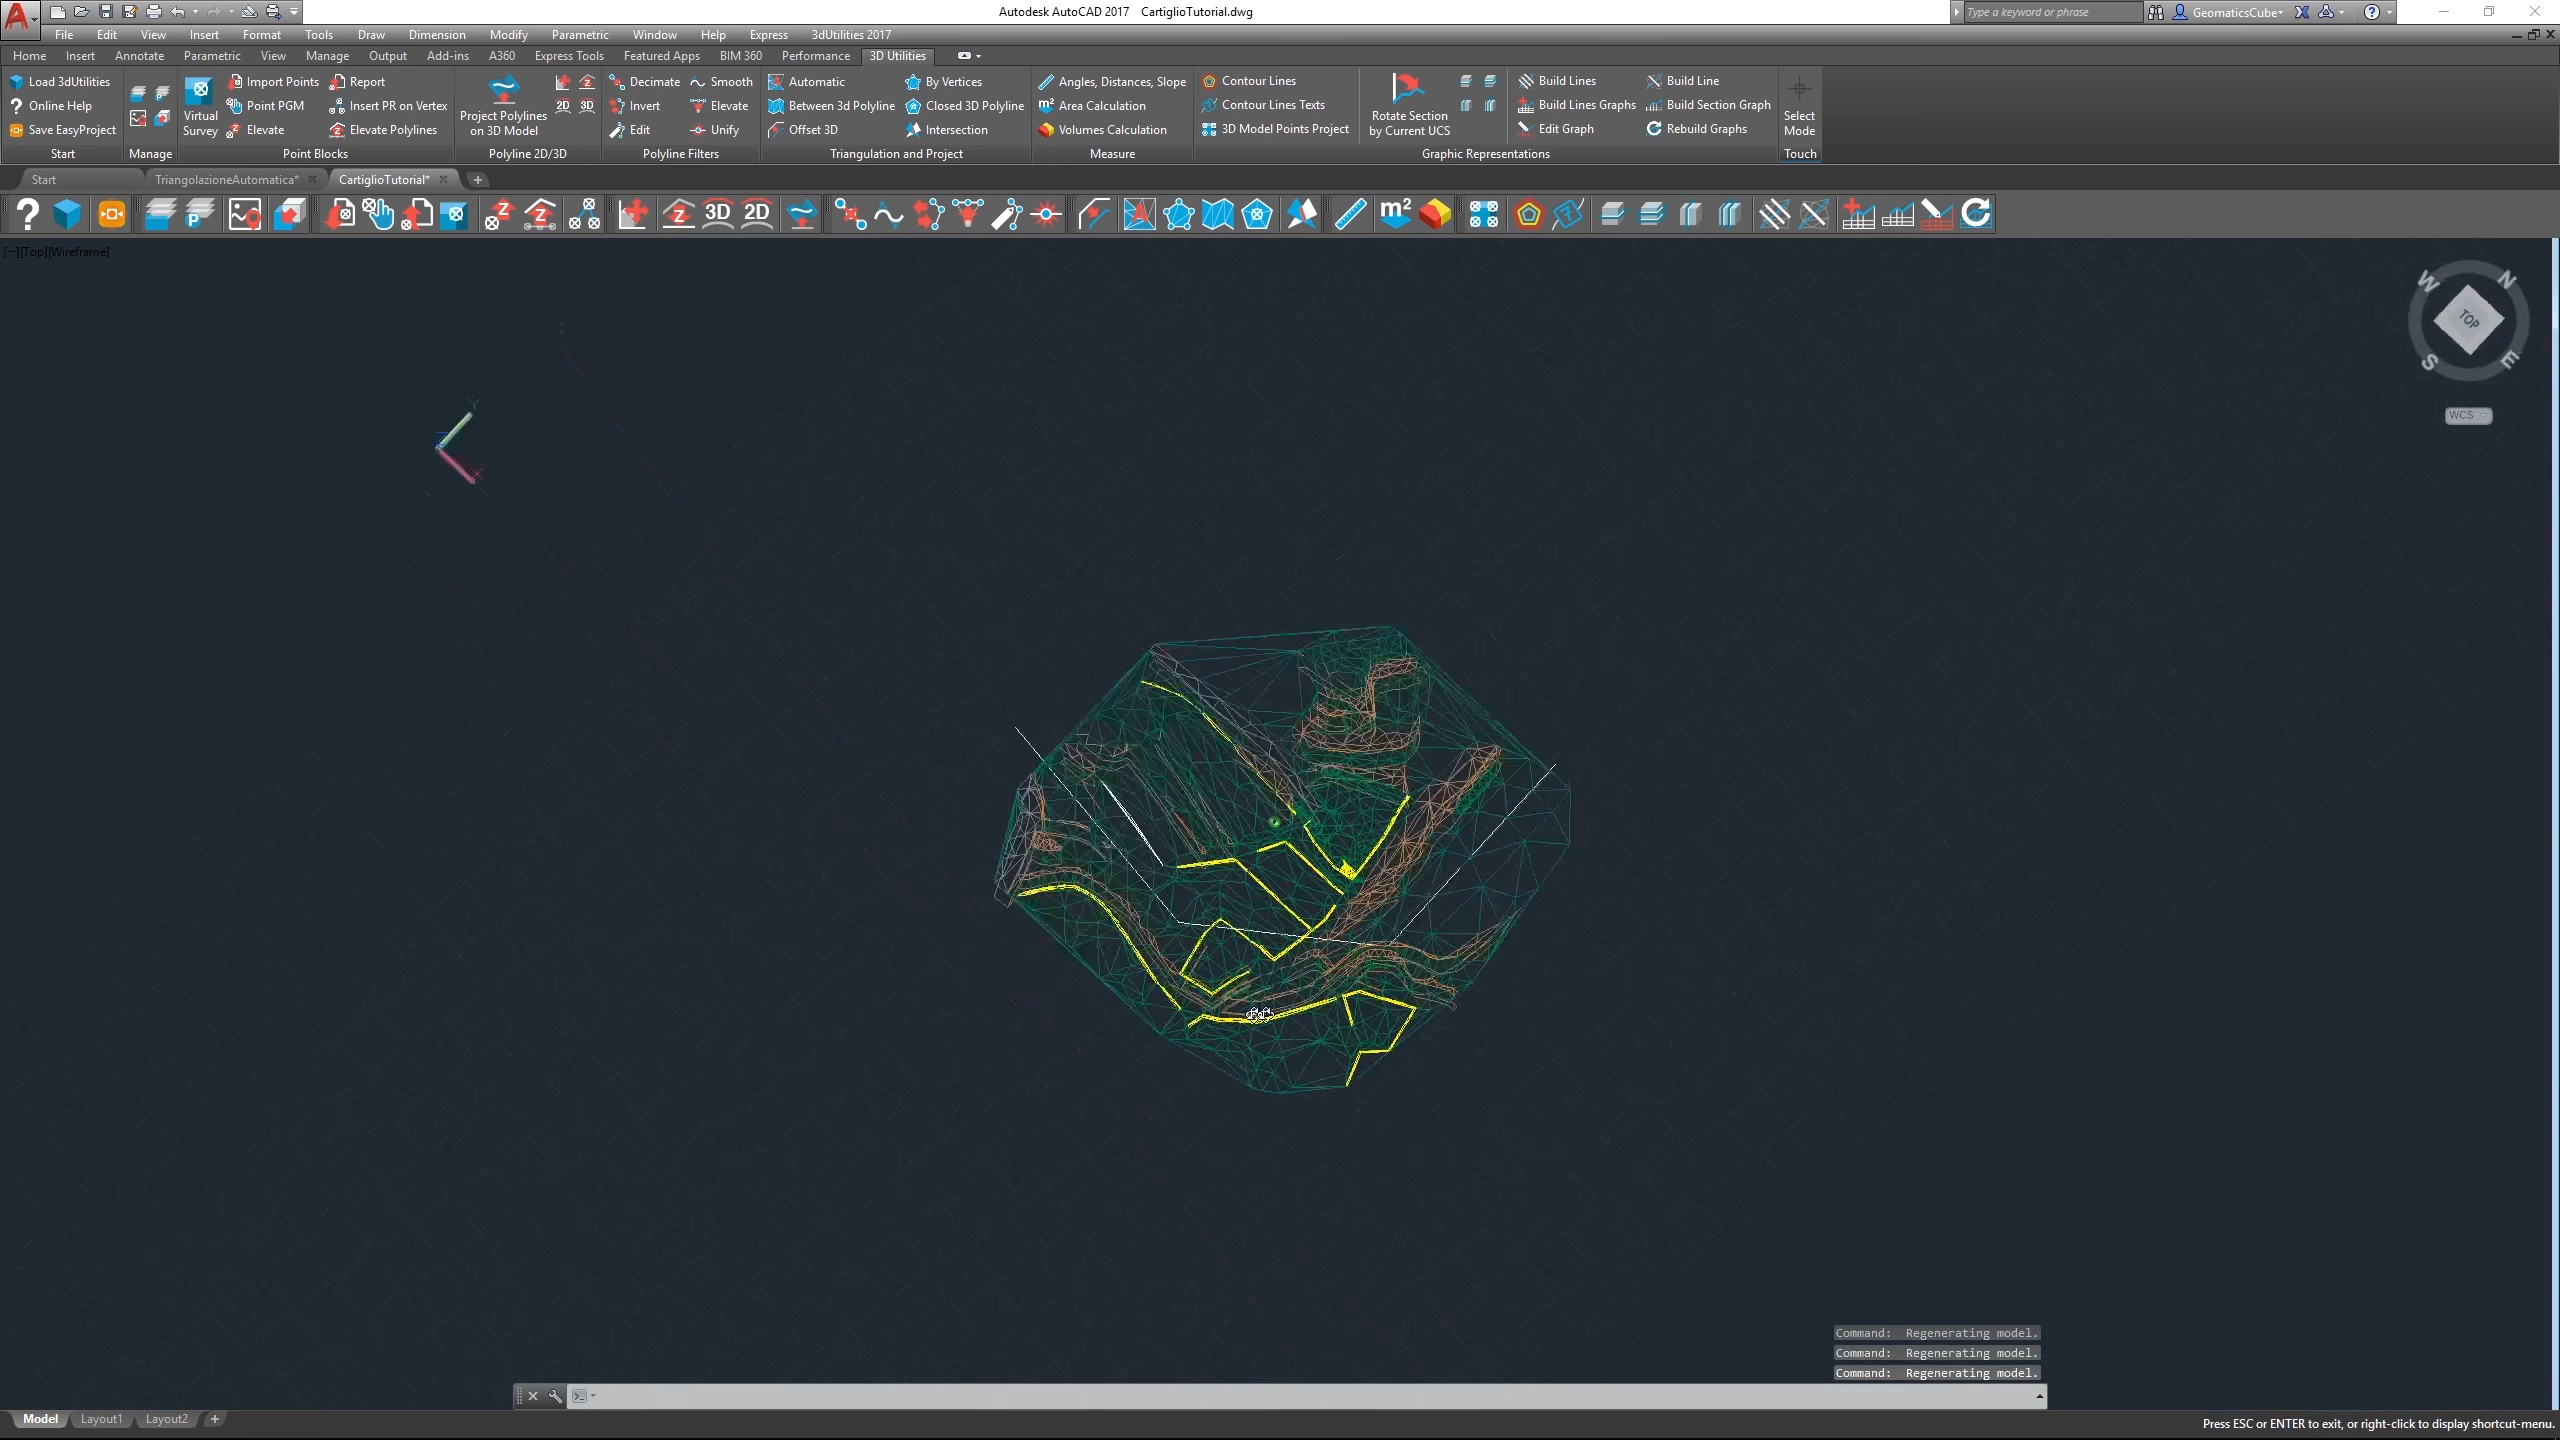 Autodesk AutoCAD 2017 CartiglioTutorial.dwg
Type a keyword or phrase
GeomaticsCube
File Edit View Insert Format Tools Draw Dimension Modify Parametric Window Help Express 3dUtilities 2017
Home Insert Annotate Parametric View Manage Output Add-ins A360 Express Tools Featured Apps BIM 360 Performance 3D Utilities
Load 3dUtilities
Online Help
Save EasyProject
Start
Manage
Virtual
Survey
Import Points
Point PGM
Elevate
Report
Insert PR on Vertex
Elevate Polylines
Point Blocks
Project Polylines
on 3D Model
2D 3D
Polyline 2D/3D
Decimate
Invert
Edit
Smooth
Elevate
Unify
Polyline Filters
Automatic
Between 3d Polyline
Offset 3D
By Vertices
Closed 3D Polyline
Intersection
Triangulation and Project
Angles, Distances, Slope
m² Area Calculation
Volumes Calculation
Measure
Contour Lines
Contour Lines Texts
3D Model Points Project
Rotate Section
by Current UCS
Build Lines
Build Lines Graphs
Edit Graph
Build Line
Build Section Graph
Rebuild Graphs
Graphic Representations
Select
Mode
Touch
Start TriangolazioneAutomatica* CartiglioTutorial*
3D 2D m²
[−][Top][Wireframe]
W N
TOP
S E
WCS
Y
X
Command: Regenerating model.
Command: Regenerating model.
Command: Regenerating model.
Model Layout1 Layout2 +
Press ESC or ENTER to exit, or right-click to display shortcut-menu.